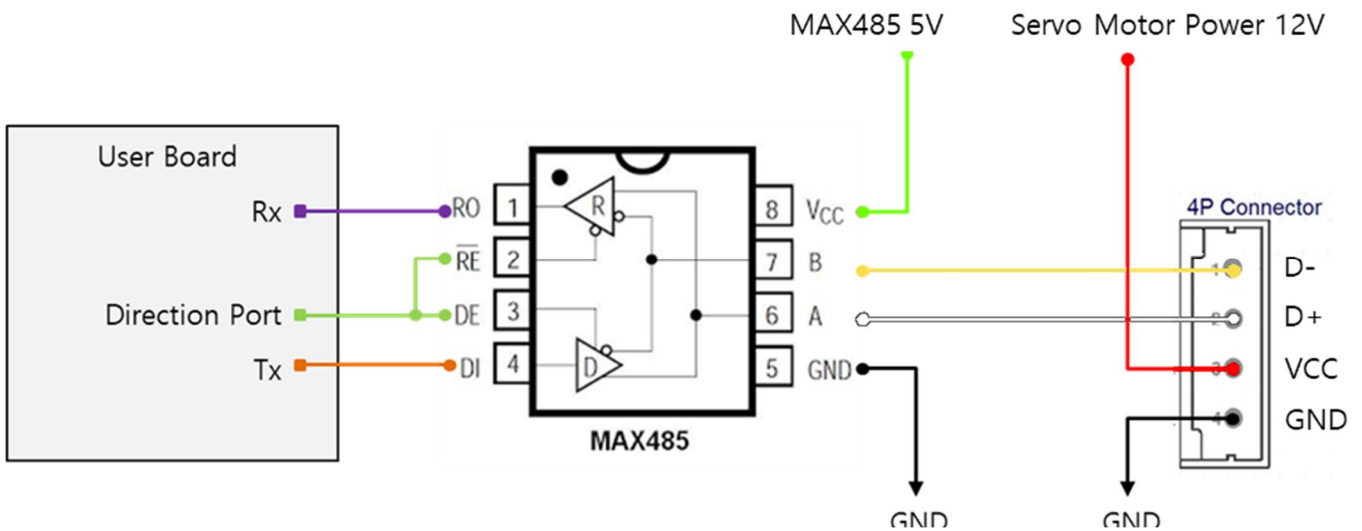 MAX485 5V
Servo Motor Power 12V
User Board
Rx
Direction Port
Tx
RO 1
RE 2
DE 3
DI 4
R
D
8 VCC
7 B
6 A
5 GND
MAX485
4P Connector
1 D-
2 D+
3 VCC
4 GND
GND
GND